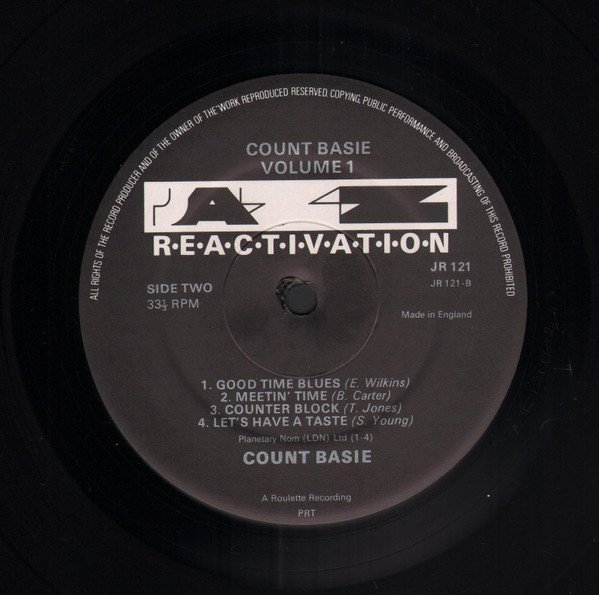 ALL RIGHTS OF THE RECORD PRODUCER AND OF THE OWNER OF THE WORK REPRODUCED RESERVED. COPYING, PUBLIC PERFORMANCE AND BROADCASTING OF THIS RECORD PROHIBITED
COUNT BASIE
VOLUME 1
JAZZ
R·E·A·C·T·I·V·A·T·I·O·N
JR 121
SIDE TWO
JR 121-B
33⅓ RPM
Made in England
1. GOOD TIME BLUES (E. Wilkins)
2. MEETIN' TIME (B. Carter)
3. COUNTER BLOCK (T. Jones)
4. LET'S HAVE A TASTE (S. Young)
Planetary Nom (LDN) Ltd (1-4)
COUNT BASIE
A Roulette Recording
PRT